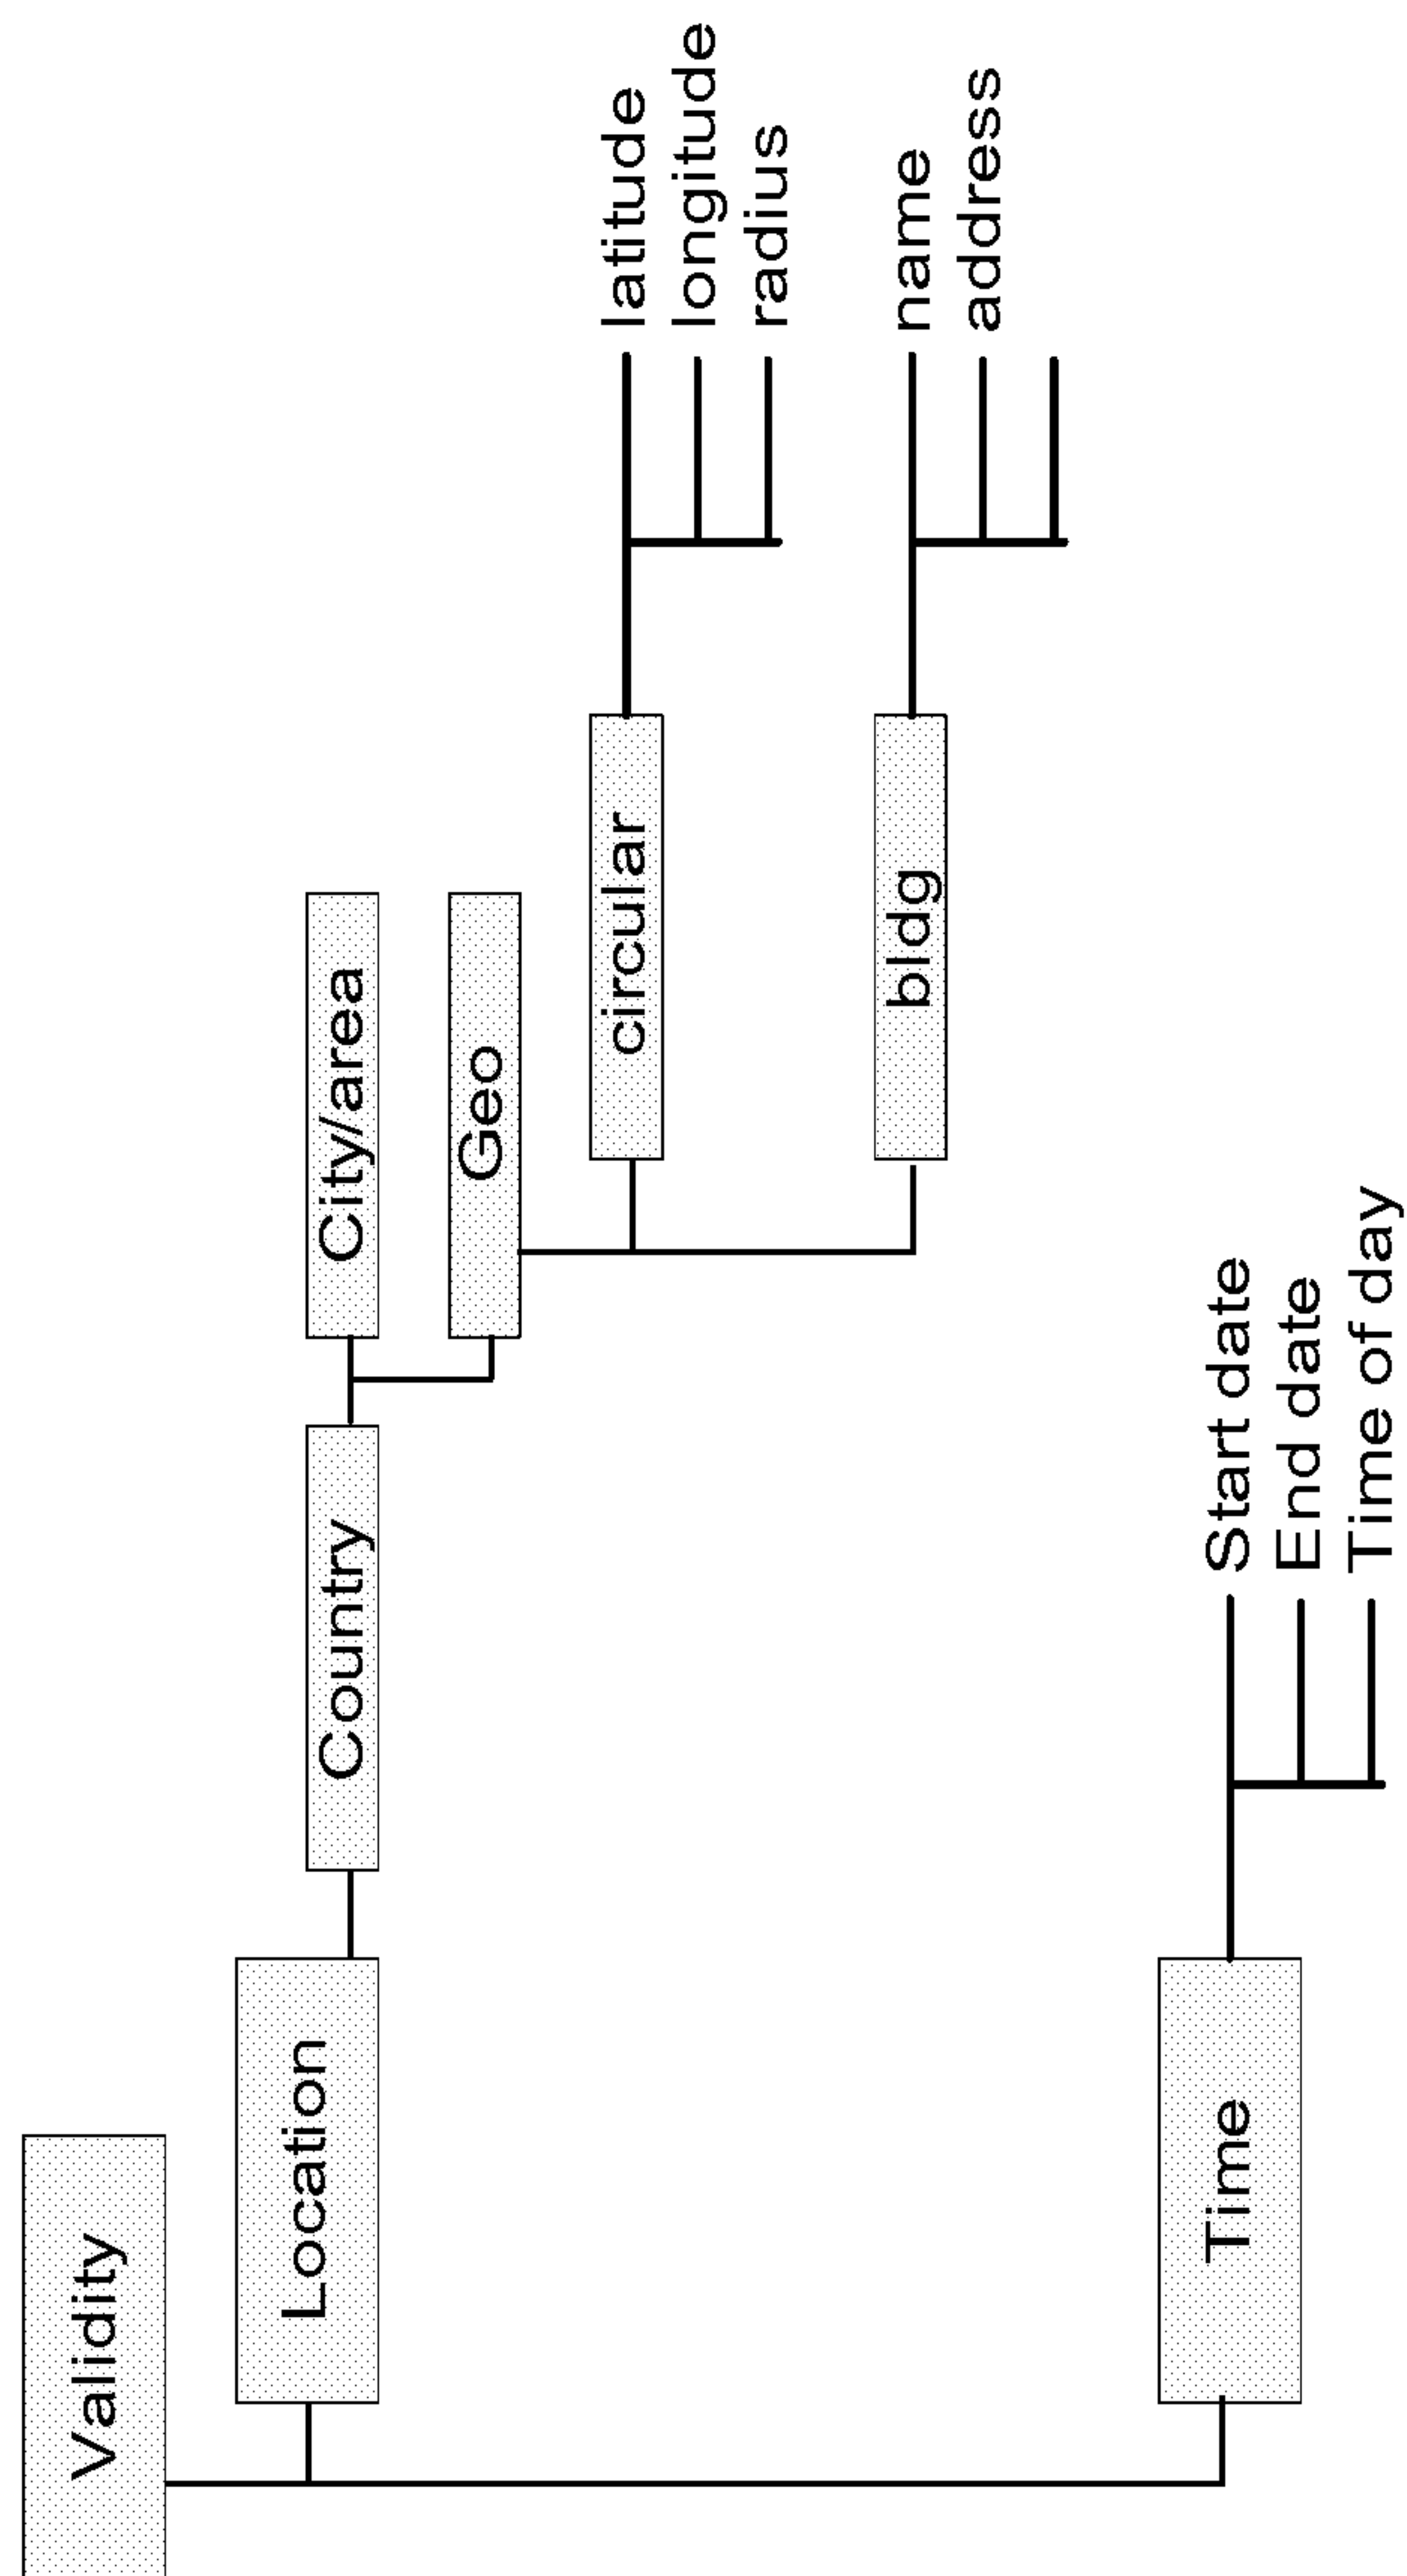 Validity
Location
Country
City/area
Geo
circular
latitude
longitude
radius
bldg
name
address
Time
Start date
End date
Time of day